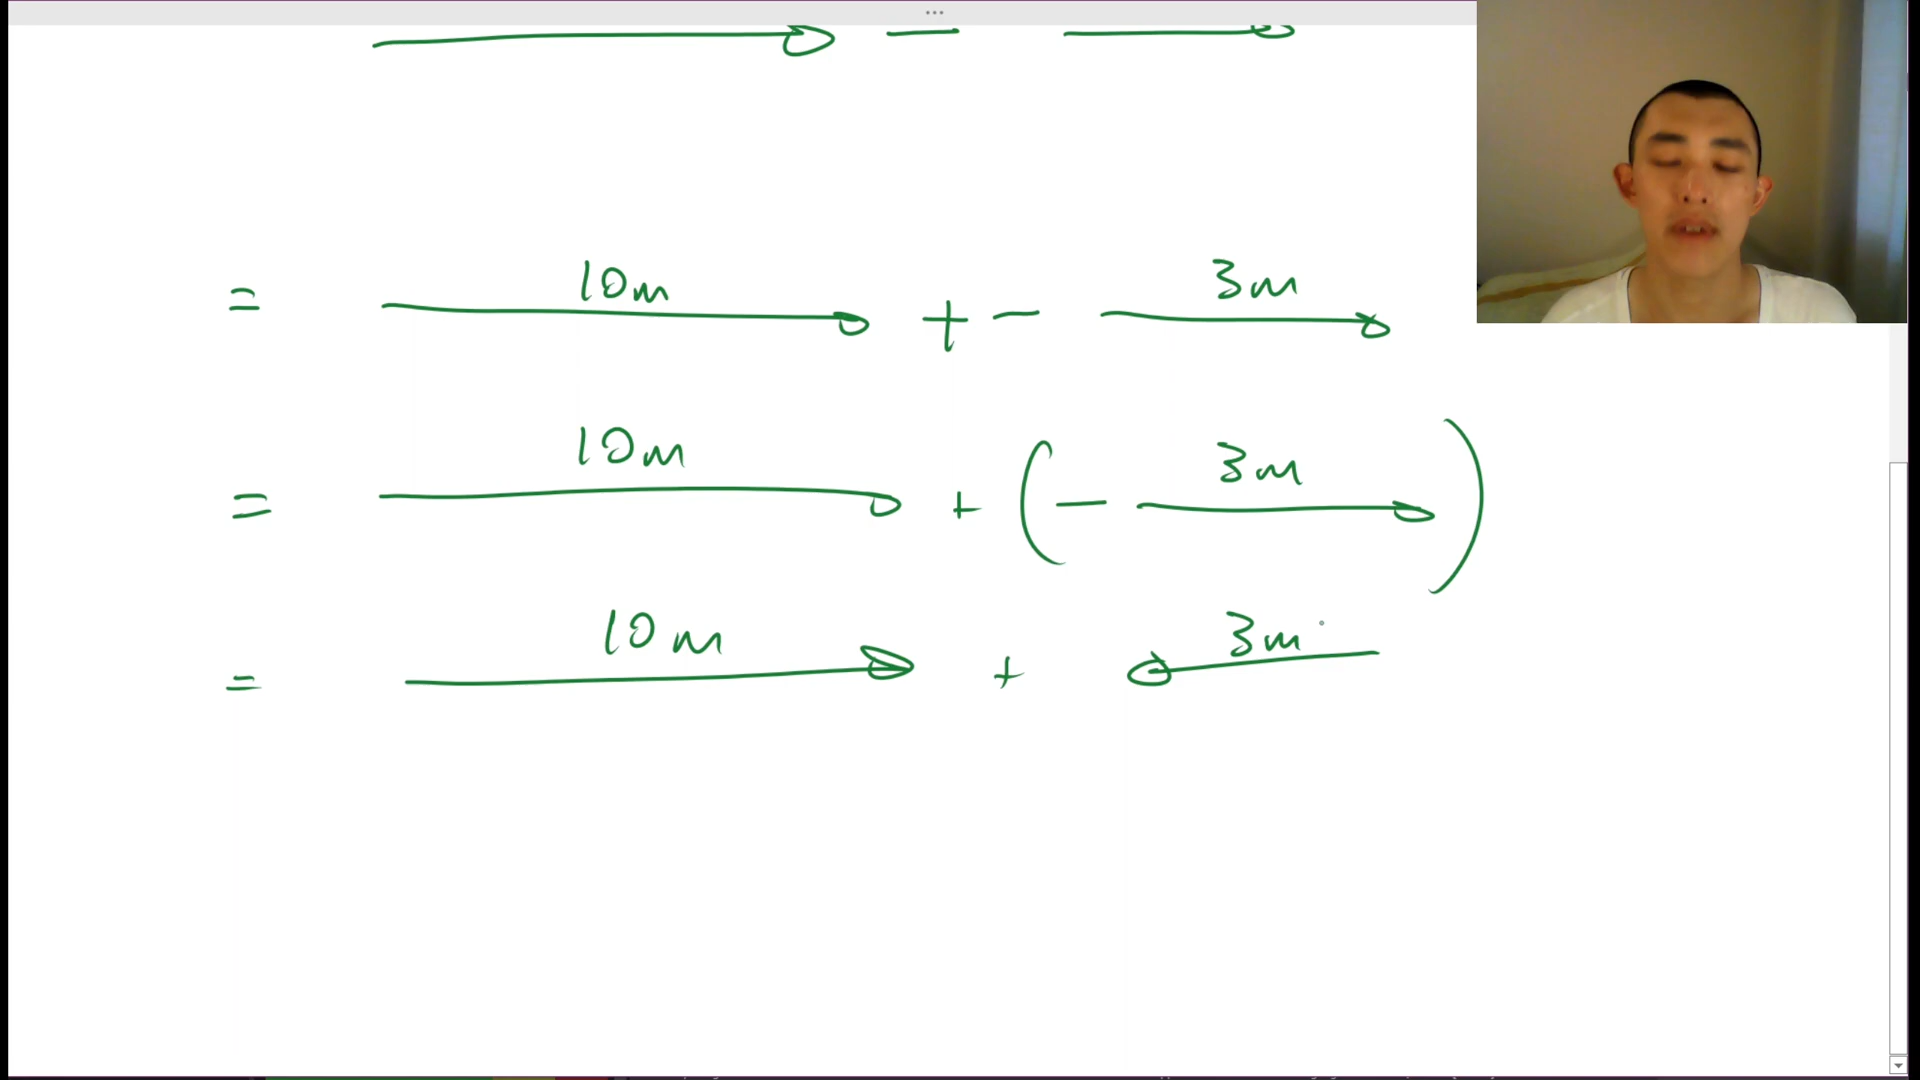 —
= 10m + - 3m
= 10m + (- 3m)
= 10m + 3m